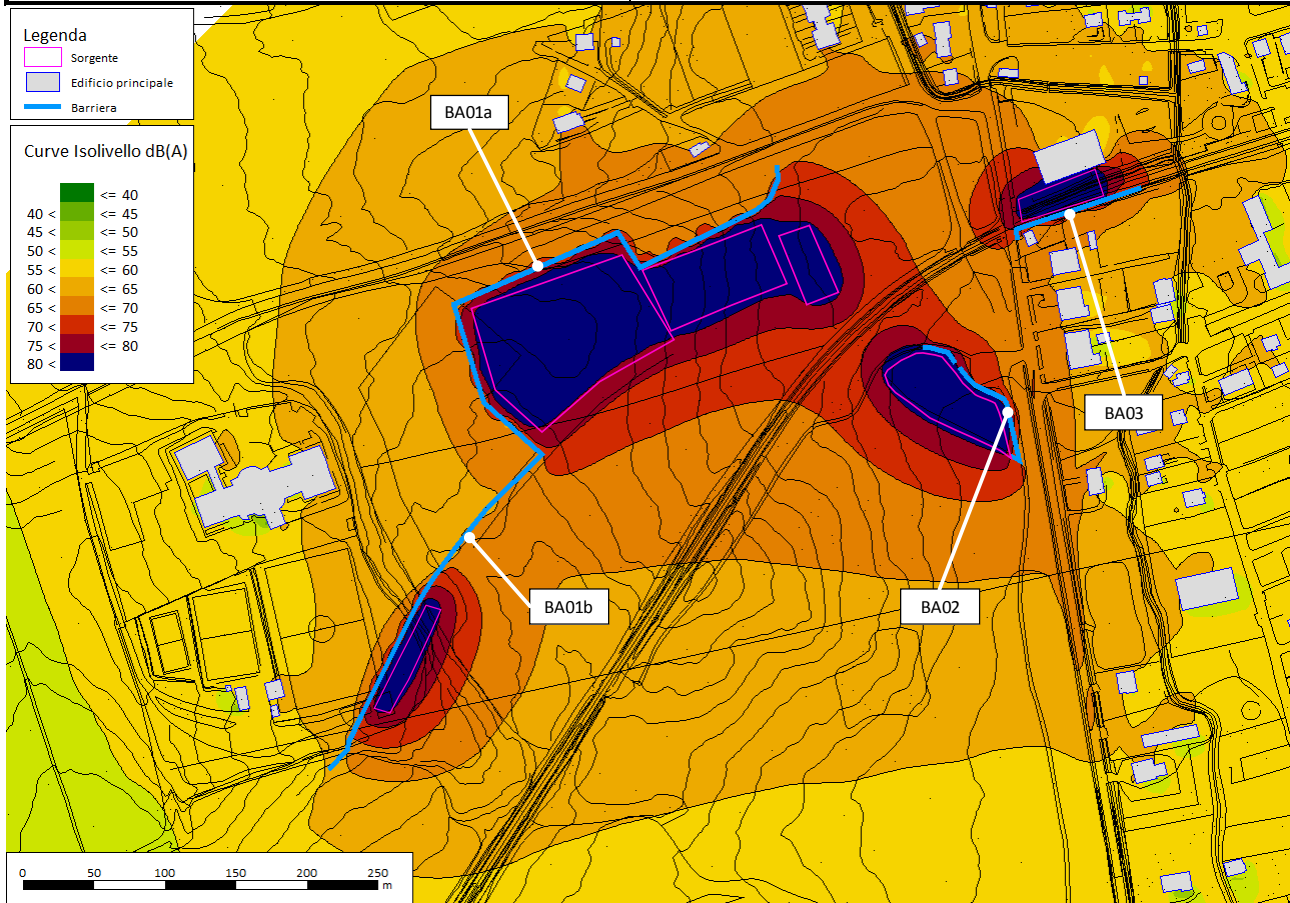 Legenda
Sorgente
Edificio principale
Barriera
Curve Isolivello dB(A)
<= 40
40 < <= 45
45 < <= 50
50 < <= 55
55 < <= 60
60 < <= 65
65 < <= 70
70 < <= 75
75 < <= 80
80 <
BA01a
BA03
BA01b
BA02
0 50 100 150 200 250
m